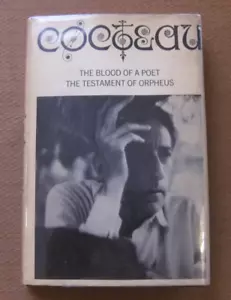 COCTEAU
THE BLOOD OF A POET
THE TESTAMENT OF ORPHEUS